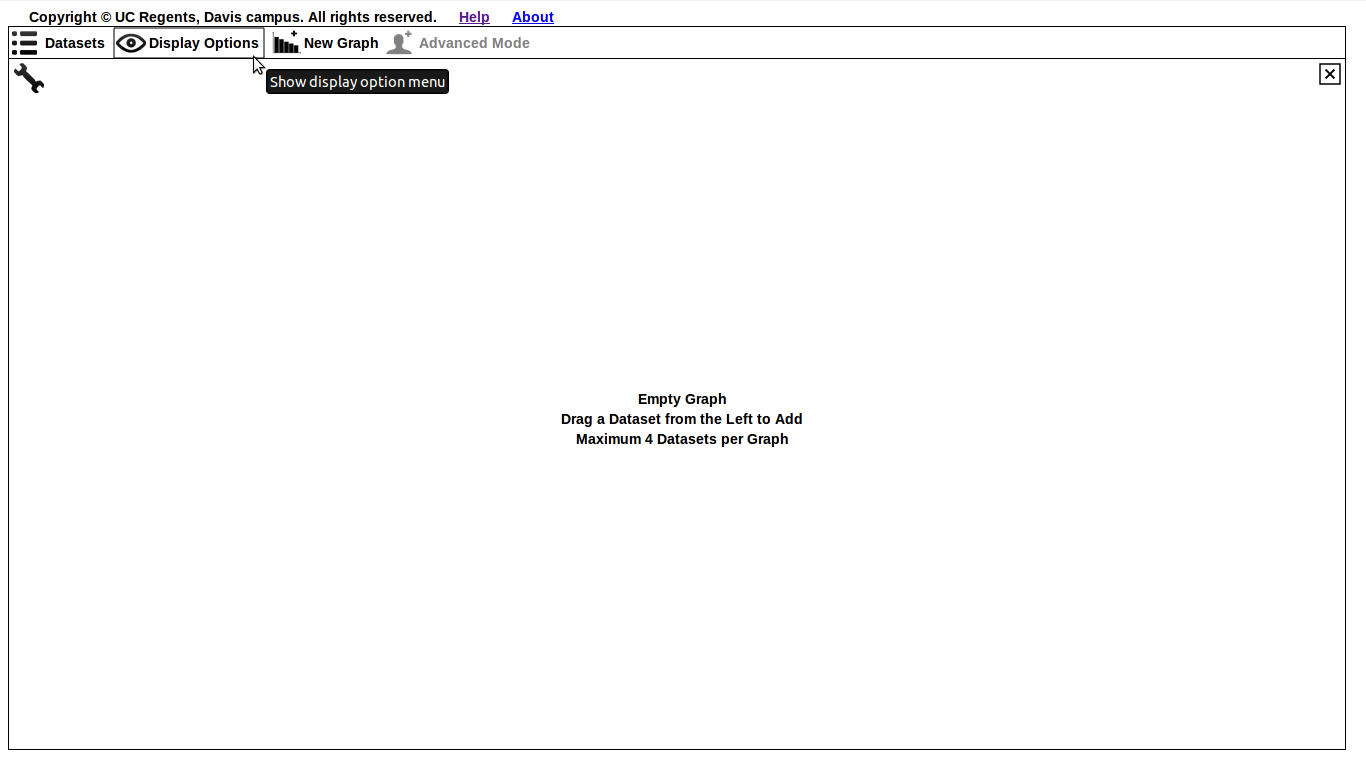 Copyright © UC Regents, Davis campus. All rights reserved. Help About
Datasets Display Options New Graph Advanced Mode
Show display option menu
Empty Graph
Drag a Dataset from the Left to Add
Maximum 4 Datasets per Graph